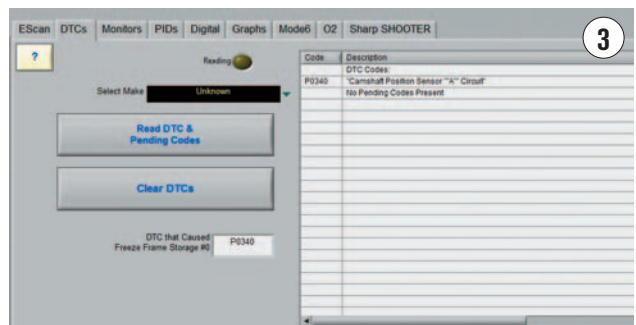 EScan DTCs Monitors PIDs Digital Graphs Mode6 O2 Sharp SHOOTER
3
?
Reading
Select Make Unknown
Read DTC &
Pending Codes
Clear DTCs
DTC that Caused
Freeze Frame Storage #0 P0340
Code Description
DTC Codes:
P0340 "Camshaft Position Sensor "A" Circuit"
No Pending Codes Present